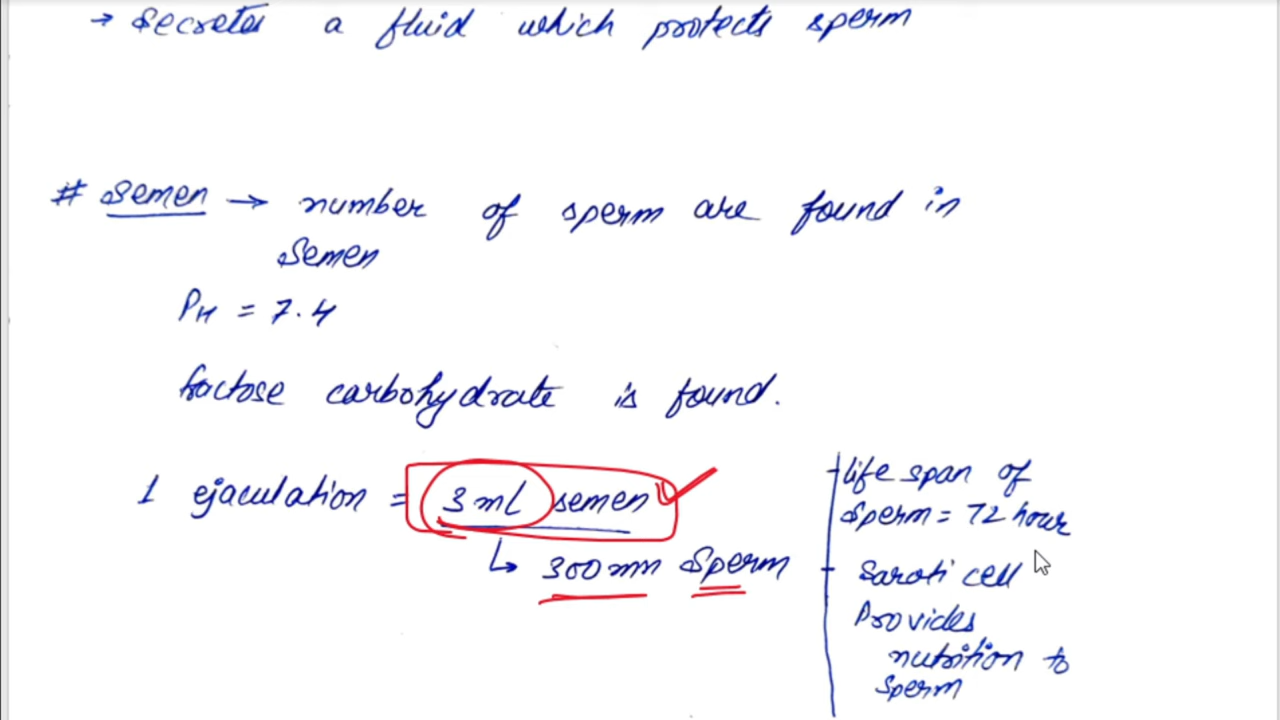 → Secretes a fluid which protects sperm
# Semen → number of sperm are found in
Semen
PH = 7.4
fractose carbohydrate is found.
1 ejaculation = 3 ml semen
↳ 300 mn sperm
life span of
sperm = 72 hour
Saroti cell
Provides
nutrition to
sperm